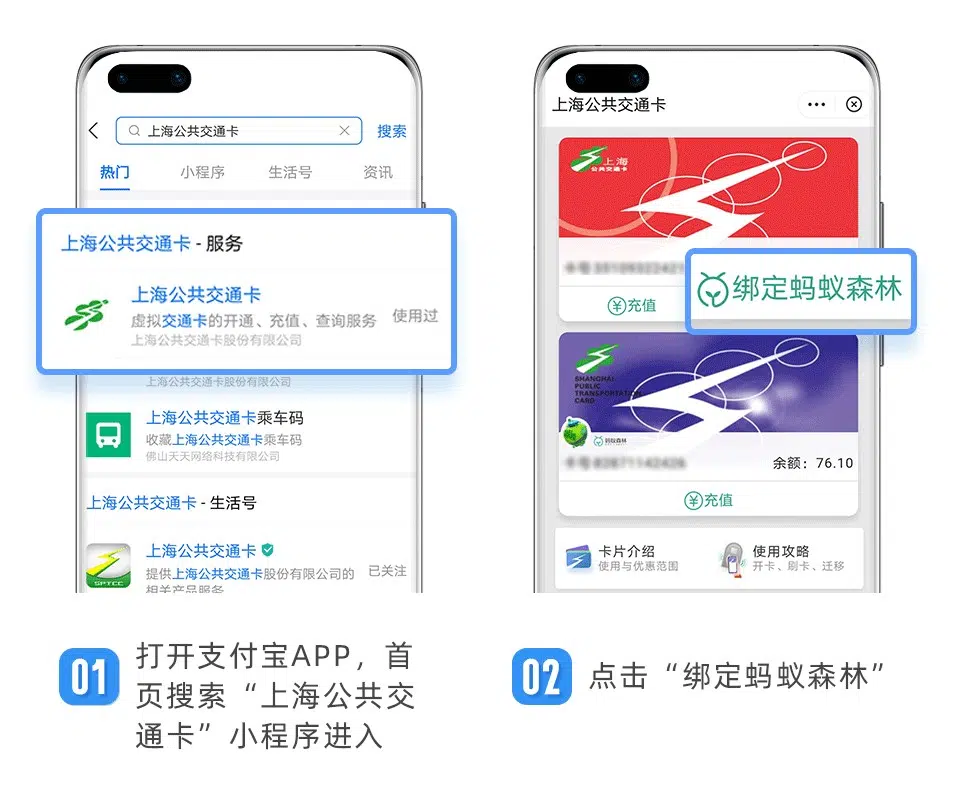 上海公共交通卡
搜索
热门
小程序
生活号
资讯
上海公共交通卡 - 服务
上海公共交通卡
虚拟交通卡的开通、充值、查询服务
使用过
上海公共交通卡股份有限公司
上海公共交通卡股份有限公司
上海公共交通卡乘车码
收藏上海公共交通卡乘车码
佛山天天网络科技有限公司
上海公共交通卡 - 生活号
上海公共交通卡
提供上海公共交通卡股份有限公司的
已关注
相关产品服务
SPTCC
01
打开支付宝APP，首
页搜索“上海公共交
通卡”小程序进入
上海公共交通卡
上海
公共交通卡
卡号
充值
绑定蚂蚁森林
SHANGHAI
PUBLIC
TRANSPORTATION
CARD
蚂蚁森林
卡号
余额：76.10
充值
卡片介绍
使用与优惠范围
使用攻略
开卡、刷卡、迁移
02
点击“绑定蚂蚁森林”